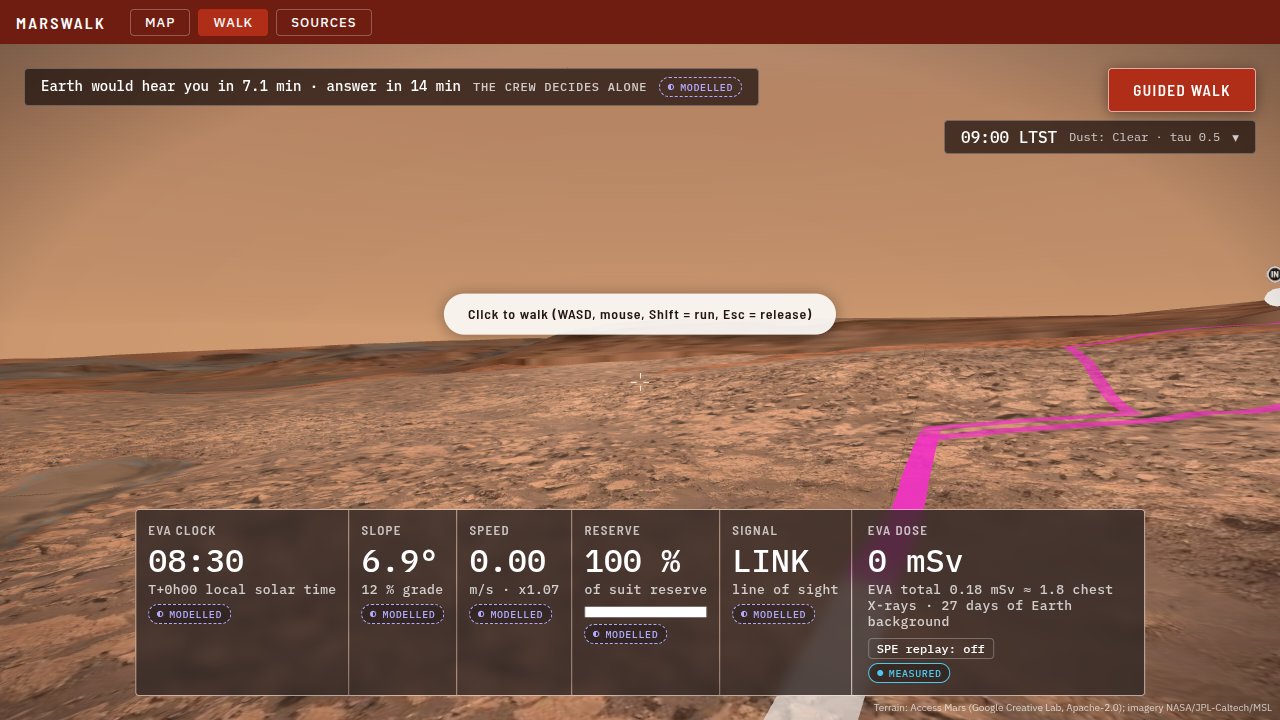 MARSWALK
MAP
WALK
SOURCES
Earth would hear you in 7.1 min · answer in 14 min THE CREW DECIDES ALONE MODELLED
GUIDED WALK
09:00 LTST Dust: Clear · tau 0.5 ▼
IN
Click to walk (WASD, mouse, Shift = run, Esc = release)
EVA CLOCK
08:30
T+0h00 local solar time
MODELLED
SLOPE
6.9°
12 % grade
MODELLED
SPEED
0.00
m/s · x1.07
MODELLED
RESERVE
100 %
of suit reserve
MODELLED
SIGNAL
LINK
line of sight
MODELLED
EVA DOSE
0 mSv
EVA total 0.18 mSv ≈ 1.8 chest
X-rays · 27 days of Earth
background
SPE replay: off
MEASURED
Terrain: Access Mars (Google Creative Lab, Apache-2.0); imagery NASA/JPL-Caltech/MSL